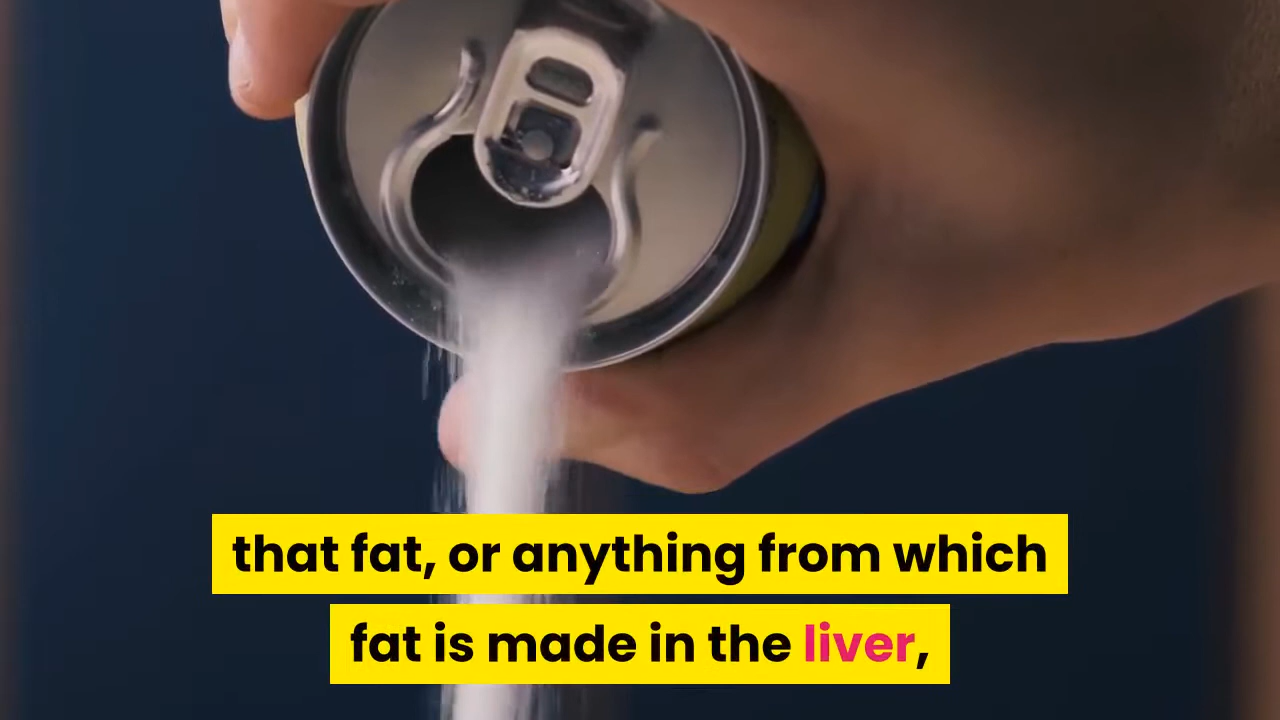 that fat, or anything from which
fat is made in the liver,